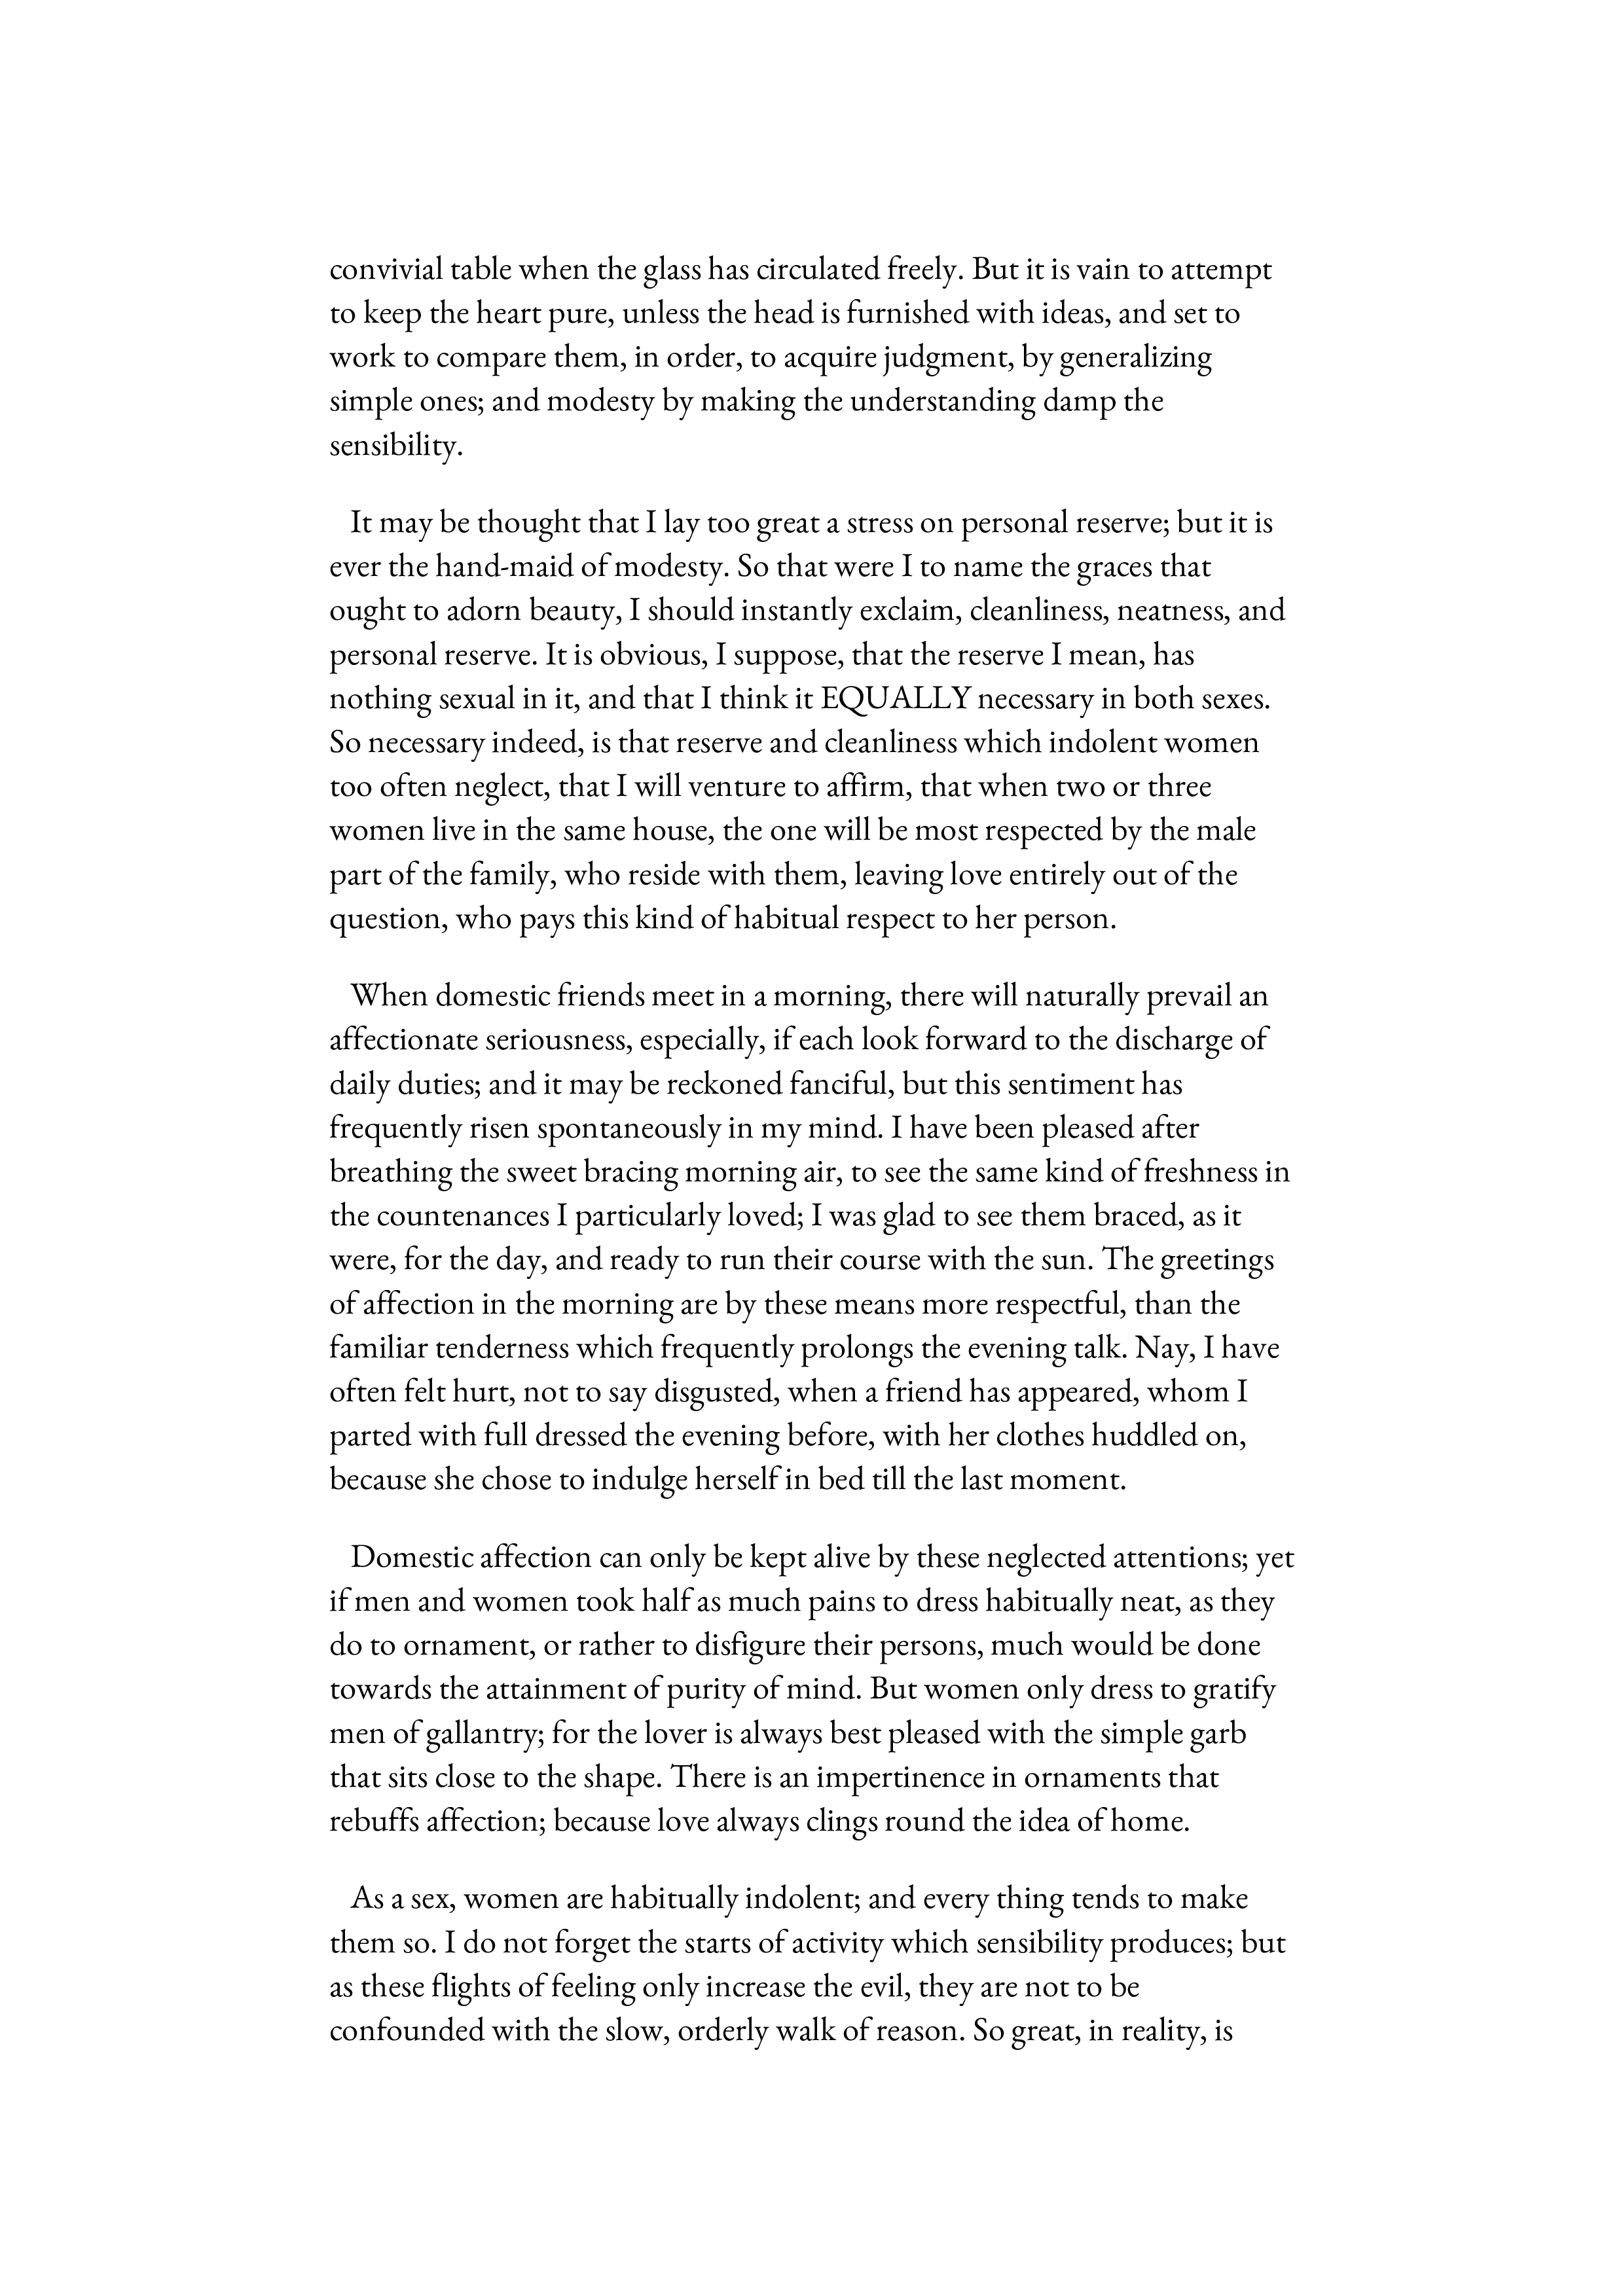 convivial table when the glass has circulated freely. But it is vain to attempt
to keep the heart pure, unless the head is furnished with ideas, and set to
work to compare them, in order, to acquire judgment, by generalizing
simple ones; and modesty by making the understanding damp the
sensibility.
It may be thought that I lay too great a stress on personal reserve; but it is
ever the hand-maid of modesty. So that were I to name the graces that
ought to adorn beauty, I should instantly exclaim, cleanliness, neatness, and
personal reserve. It is obvious, I suppose, that the reserve I mean, has
nothing sexual in it, and that I think it EQUALLY necessary in both sexes.
So necessary indeed, is that reserve and cleanliness which indolent women
too often neglect, that I will venture to affirm, that when two or three
women live in the same house, the one will be most respected by the male
part of the family, who reside with them, leaving love entirely out of the
question, who pays this kind of habitual respect to her person.
When domestic friends meet in a morning, there will naturally prevail an
affectionate seriousness, especially, if each look forward to the discharge of
daily duties; and it may be reckoned fanciful, but this sentiment has
frequently risen spontaneously in my mind. I have been pleased after
breathing the sweet bracing morning air, to see the same kind of freshness in
the countenances I particularly loved; I was glad to see them braced, as it
were, for the day, and ready to run their course with the sun. The greetings
of affection in the morning are by these means more respectful, than the
familiar tenderness which frequently prolongs the evening talk. Nay, I have
often felt hurt, not to say disgusted, when a friend has appeared, whom I
parted with full dressed the evening before, with her clothes huddled on,
because she chose to indulge herself in bed till the last moment.
Domestic affection can only be kept alive by these neglected attentions; yet
if men and women took half as much pains to dress habitually neat, as they
do to ornament, or rather to disfigure their persons, much would be done
towards the attainment of purity of mind. But women only dress to gratify
men of gallantry; for the lover is always best pleased with the simple garb
that sits close to the shape. There is an impertinence in ornaments that
rebuffs affection; because love always clings round the idea of home.
As a sex, women are habitually indolent; and every thing tends to make
them so. I do not forget the starts of activity which sensibility produces; but
as these flights of feeling only increase the evil, they are not to be
confounded with the slow, orderly walk of reason. So great, in reality, is